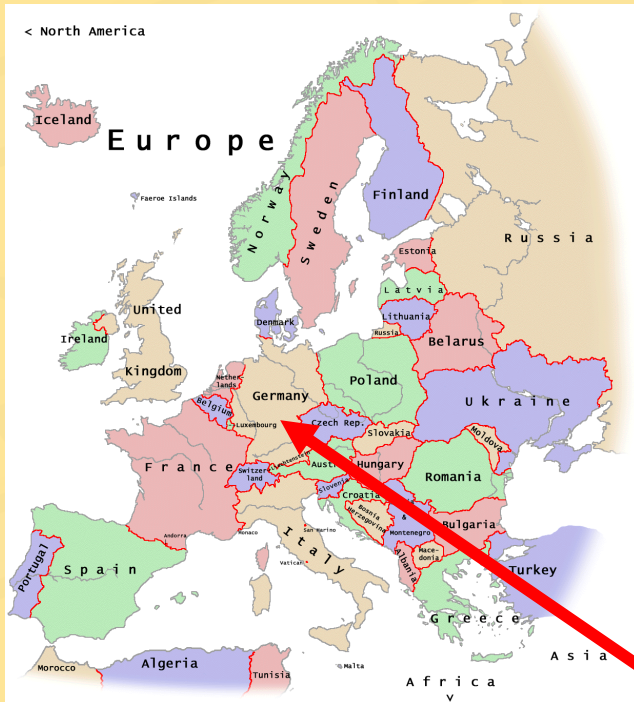 < North America
Iceland
Europe
Faeroe Islands
Norway
Sweden
Finland
Russia
Estonia
Latvia
Lithuania
Russia
Denmark
United
Kingdom
Ireland
Belarus
Nether-
lands
Belgium
Luxembourg
Germany
Poland
Ukraine
Czech Rep.
Slovakia
Moldova
France
Switzer-
land
Liechtenstein
Aust
Hungary
Romania
Slovenia
Croatia
Bosnia
Herzegovina
&
Montenegro
Bulgaria
Andorra
Monaco
San Marino
Italy
Vatican
Albania
Mace-
donia
Portugal
Spain
Turkey
Greece
Asia
Morocco
Algeria
Tunisia
Malta
Africa
v